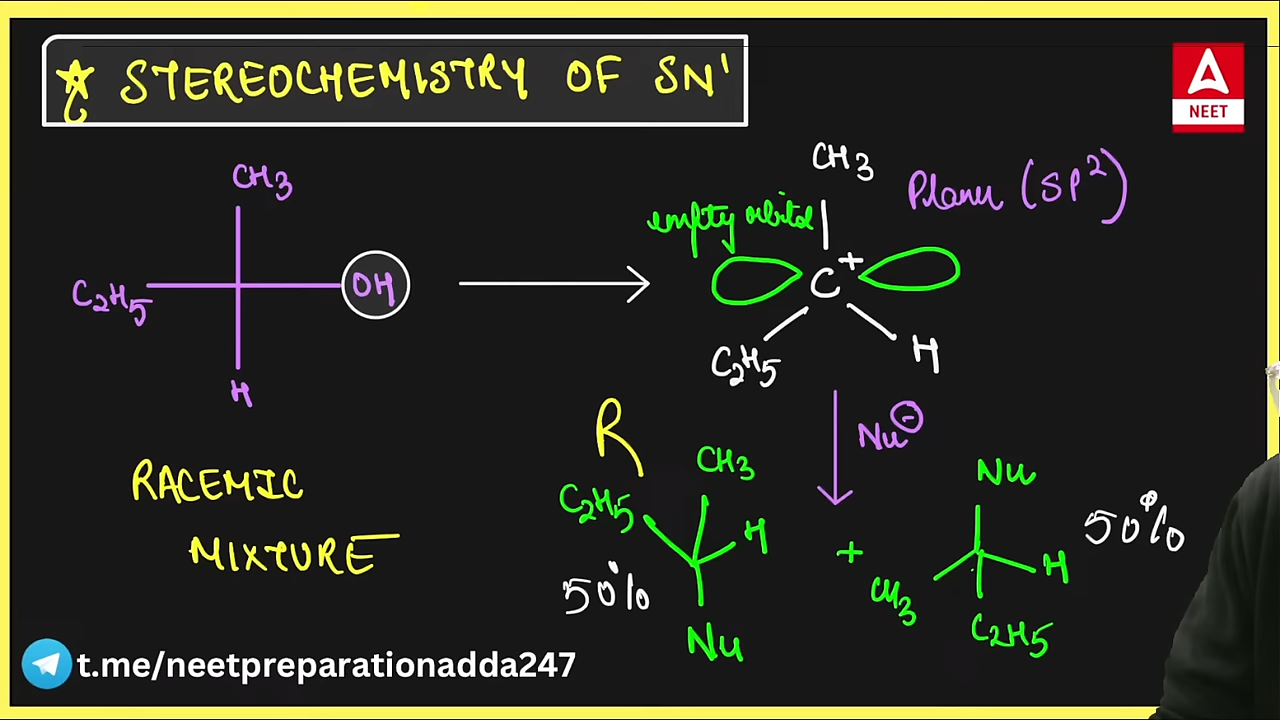 STEREOCHEMISTRY OF SN¹
NEET
CH3
C2H5
OH
H
CH3
empty orbital
Planar (SP²)
C+
C2H5
H
Nu⊖
RACEMIC
MIXTURE
R
CH3
C2H5
H
50%
Nu
+
Nu
50%
H
CH3
C2H5
t.me/neetpreparationadda247